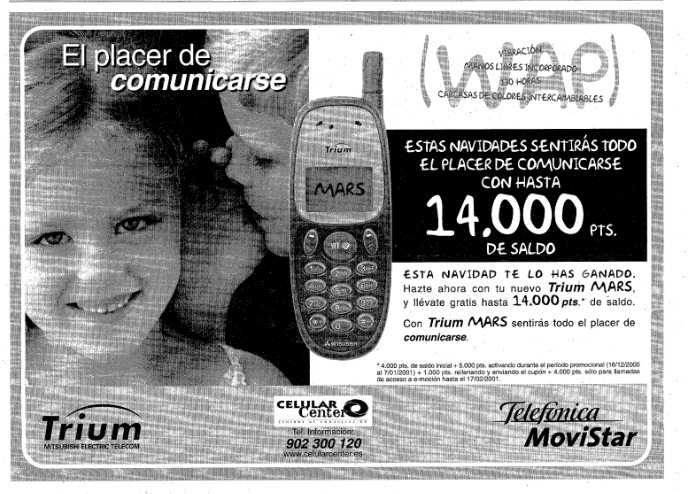 El placer de
comunicarse
(WAP)
VIBRACIÓN
MANOS LIBRES INCORPORADO
130 HORAS
CARCASAS DE COLORES INTERCAMBIABLES
Trium
MARS
MITSUBISHI
ESTAS NAVIDADES SENTIRÁS TODO
EL PLACER DE COMUNICARSE
CON HASTA
14.000 PTS.
DE SALDO
ESTA NAVIDAD TE LO HAS GANADO.
Hazte ahora con tu nuevo Trium MARS,
y llévate gratis hasta 14.000 pts.* de saldo.
Con Trium MARS sentirás todo el placer de
comunicarse.
* 4.000 pts. de saldo inicial + 5.000 pts. activando durante el período promocional (16/12/2000
al 7/01/2001) + 1.000 pts. rellenando y enviando el cupón + 4.000 pts. sólo para llamadas
de acceso a e-moción hasta el 17/02/2001.
Trium
MITSUBISHI ELECTRIC TELECOM
CELULAR
Center
CENTROS DE COMUNICACIÓN
Tel. Información:
902 300 120
www.celularcenter.es
Telefónica
MoviStar